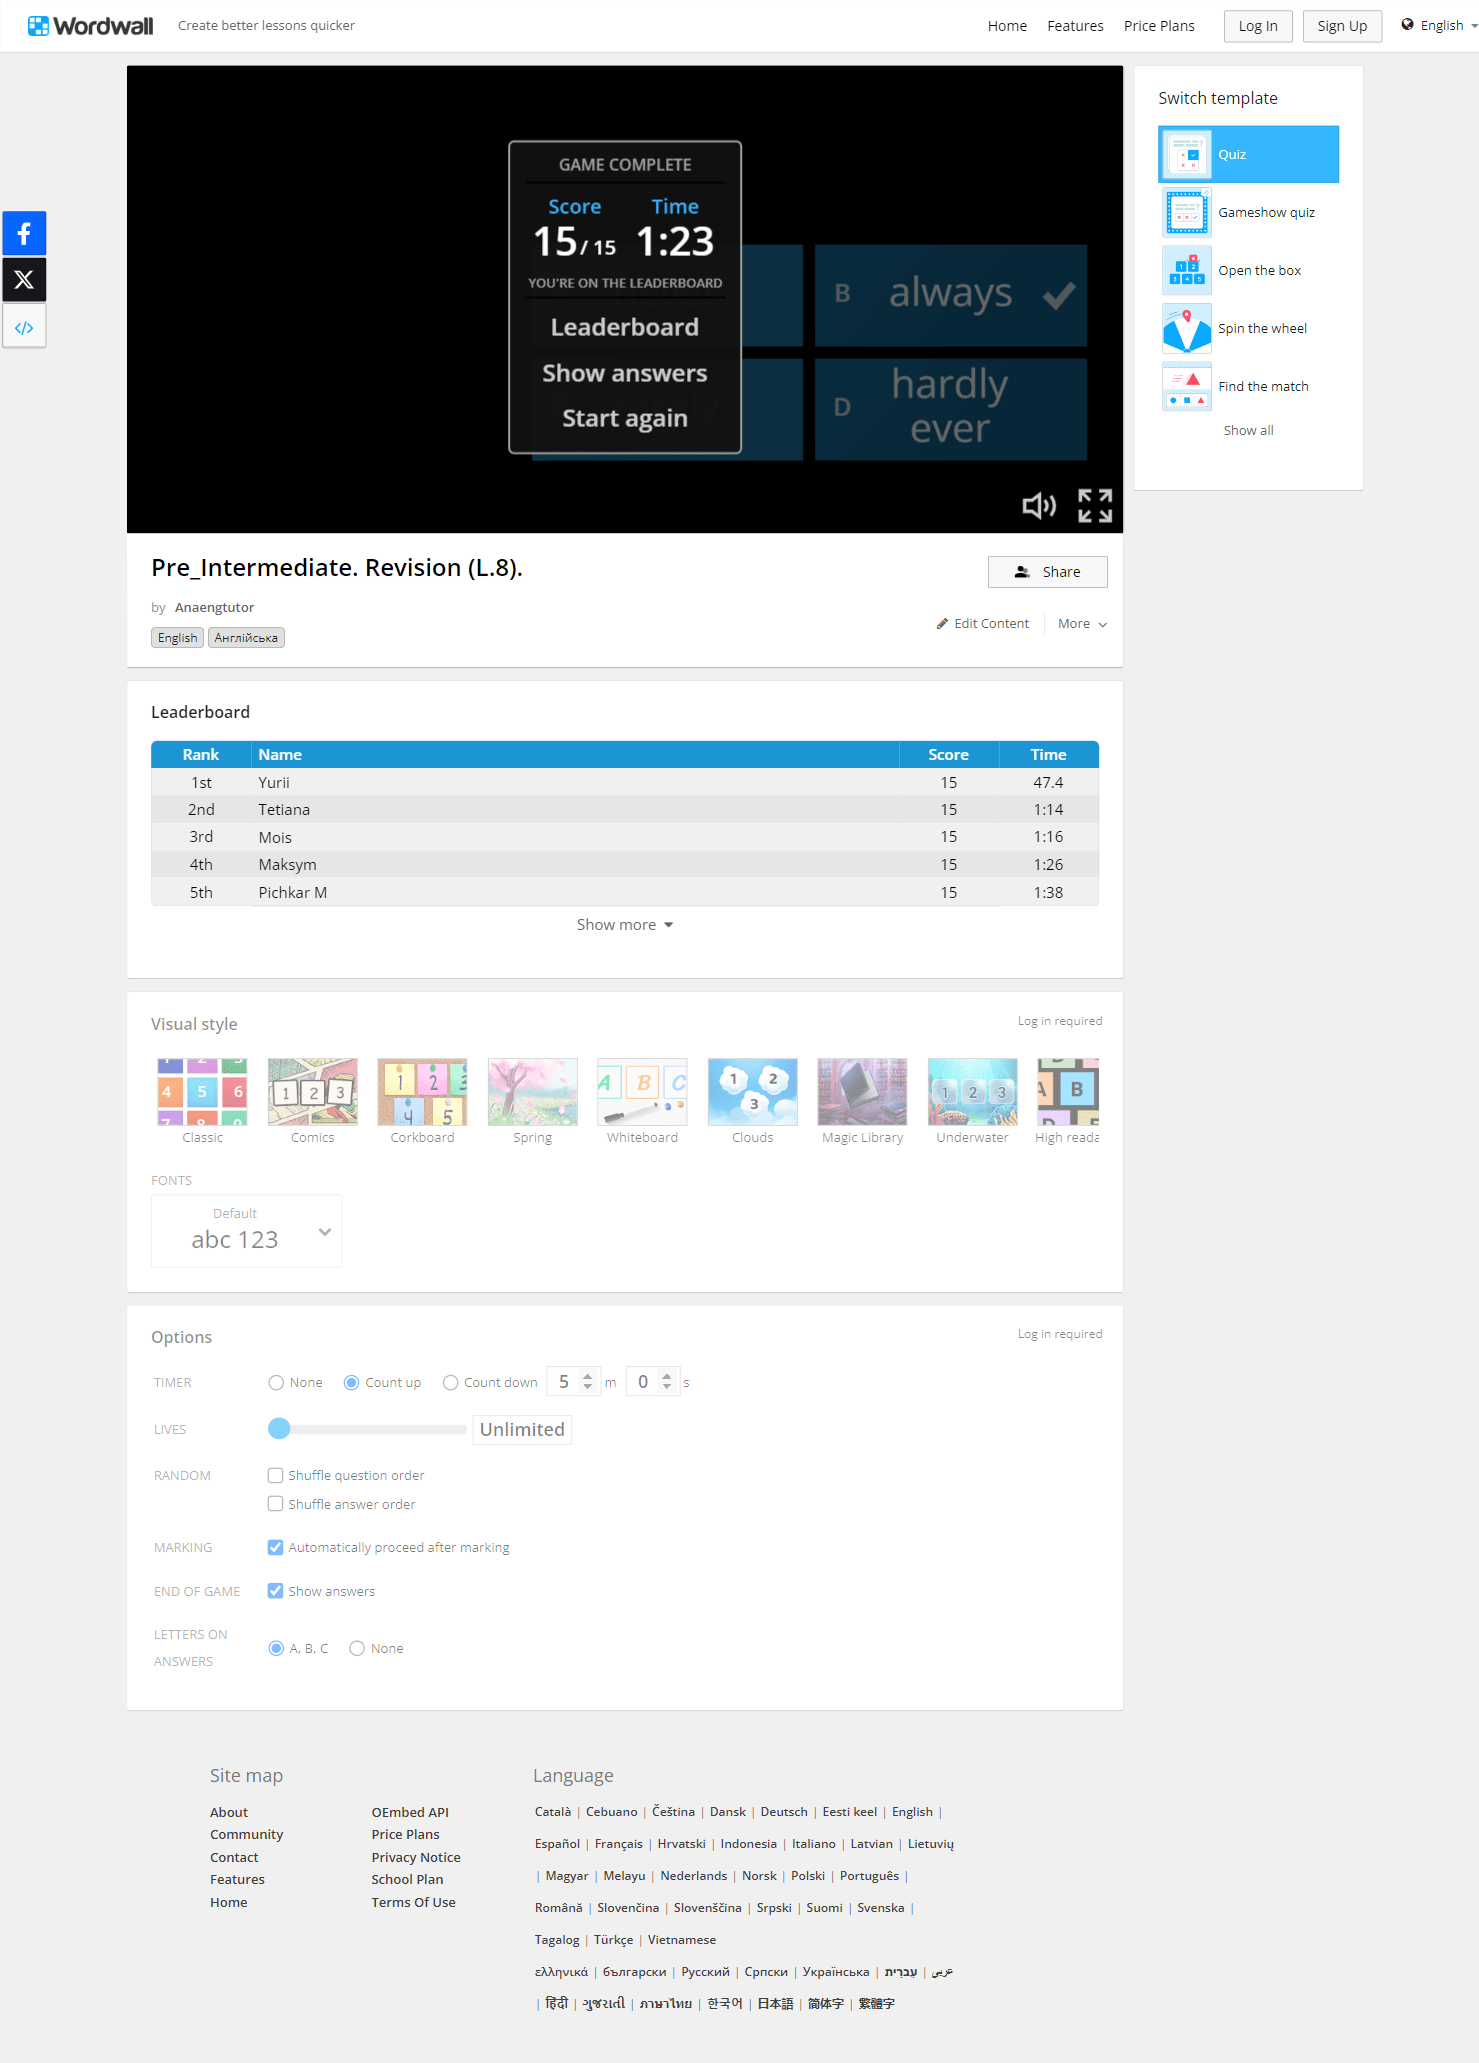 Wordwall
Create better lessons quicker
Home
Features
Price Plans
Log In
Sign Up
English
GAME COMPLETE
Score
Time
15 / 15
1:23
YOU'RE ON THE LEADERBOARD
Leaderboard
Show answers
Start again
B always
D hardly ever
Switch template
Quiz
Gameshow quiz
Open the box
Spin the wheel
Find the match
Show all
Pre_Intermediate. Revision (L.8).
Share
by Anaengtutor
English
Англійська
Edit Content
More
Leaderboard
Rank Name Score Time
1st Yurii 15 47.4
2nd Tetiana 15 1:14
3rd Mois 15 1:16
4th Maksym 15 1:26
5th Pichkar M 15 1:38
Show more
Visual style
Log in required
Classic
Comics
Corkboard
Spring
Whiteboard
Clouds
Magic Library
Underwater
High reada
FONTS
Default
abc 123
Options
Log in required
TIMER None Count up Count down 5 m 0 s
LIVES Unlimited
RANDOM Shuffle question order
Shuffle answer order
MARKING Automatically proceed after marking
END OF GAME Show answers
LETTERS ON ANSWERS A, B, C None
Site map
About
Community
Contact
Features
Home
OEmbed API
Price Plans
Privacy Notice
School Plan
Terms Of Use
Language
Català | Cebuano | Čeština | Dansk | Deutsch | Eesti keel | English |
Español | Français | Hrvatski | Indonesia | Italiano | Latvian | Lietuvių
| Magyar | Melayu | Nederlands | Norsk | Polski | Português |
Română | Slovenčina | Slovenščina | Srpski | Suomi | Svenska |
Tagalog | Türkçe | Vietnamese
ελληνικά | български | Русский | Српски | Українська | עִברִית | عربى
| हिंदी | ગુજરાતી | ภาษาไทย | 한국어 | 日本語 | 简体字 | 繁體字